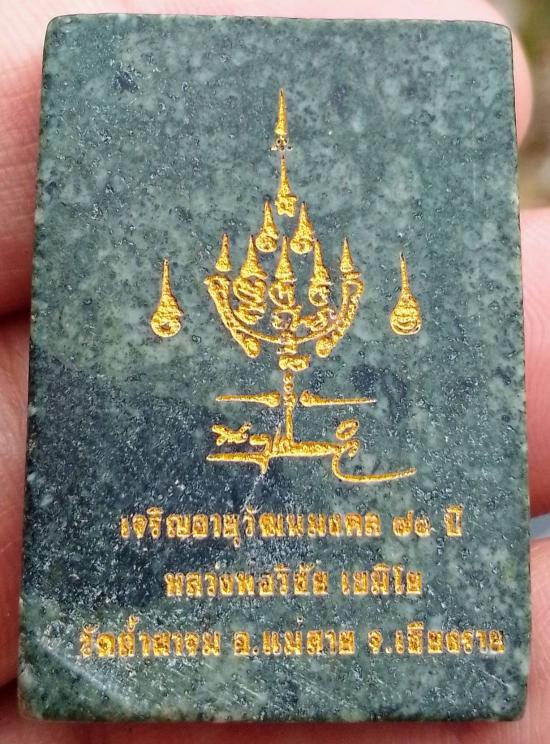 เจริญอายุวัฒนมงคล ๗๑ ปี
หลวงพ่อวิชัย เขมิโย
วัดถ้ำผาจม อ.แม่สาย จ.เชียงราย